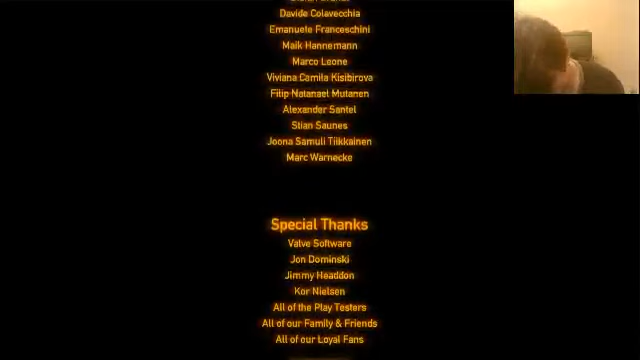 Davide Colavecchia
Emanuele Franceschini
Maik Hannemann
Marco Leone
Viviana Camila Kisibirova
Filip Natanael Mutanen
Alexander Santel
Stian Saunes
Joona Samuli Tiikkainen
Marc Warnecke
Special Thanks
Valve Software
Jon Dominski
Jimmy Headdon
Kor Nielsen
All of the Play Testers
All of our Family & Friends
All of our Loyal Fans